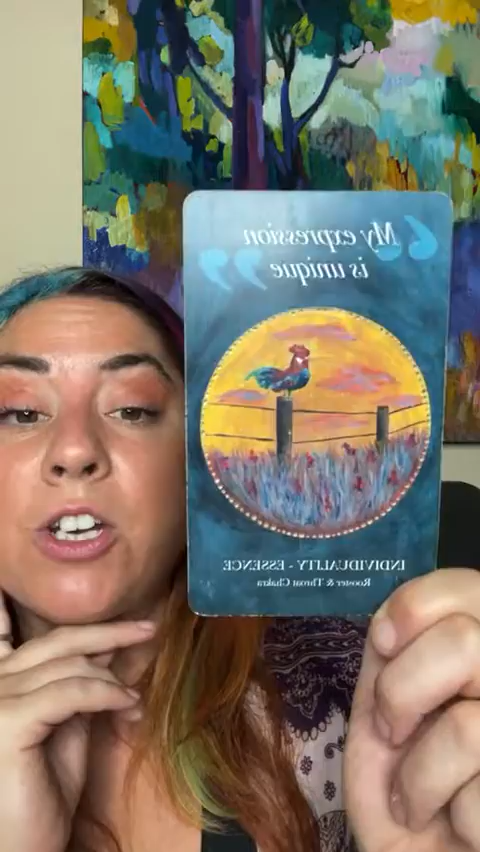 “My expression
is unique”
INDIVIDUALITY - ESSENCE
Rooster & Throat Chakra